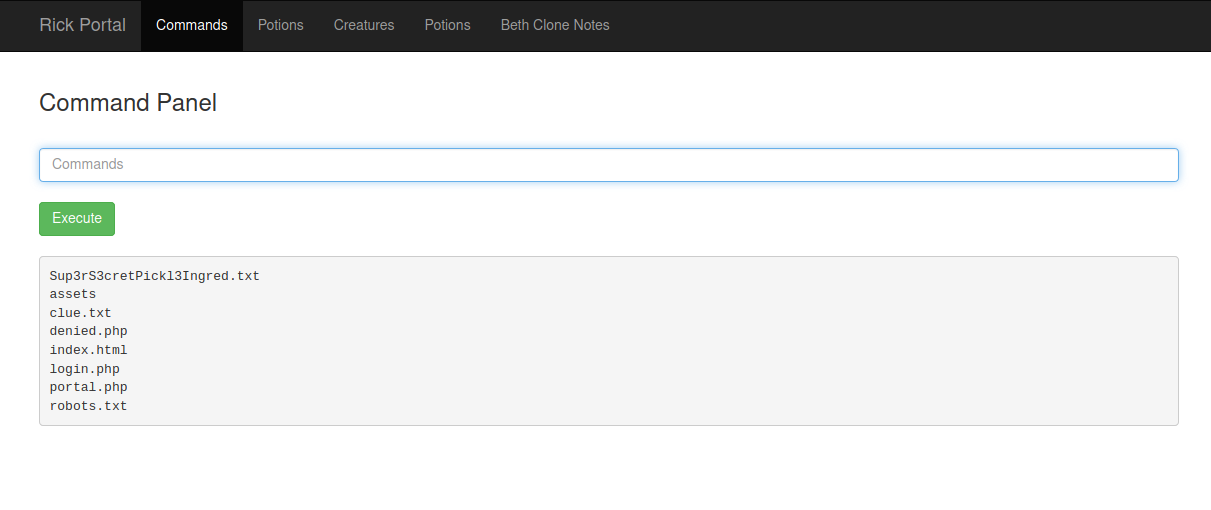 Rick Portal Commands Potions Creatures Potions Beth Clone Notes
Command Panel
Commands
Execute
Sup3rS3cretPickl3Ingred.txt
assets
clue.txt
denied.php
index.html
login.php
portal.php
robots.txt